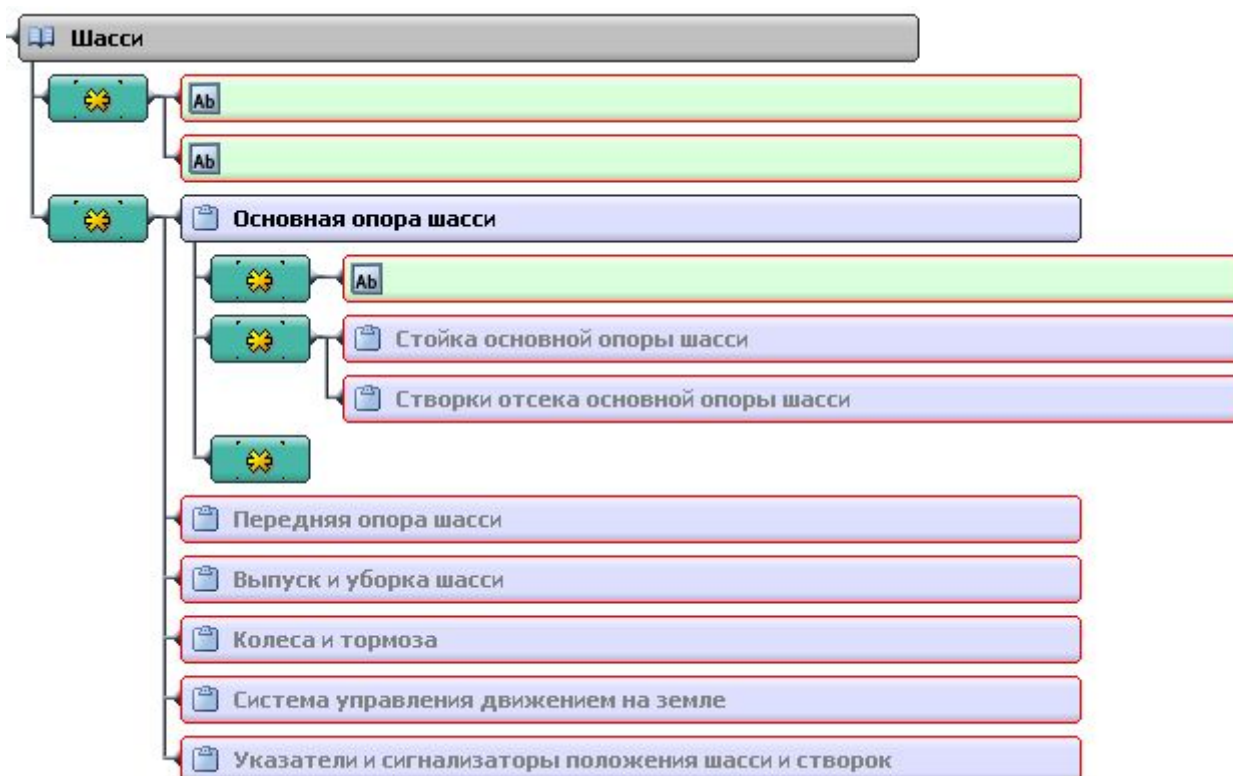 Шасси
Ab
Ab
Основная опора шасси
Ab
Стойка основной опоры шасси
Створки отсека основной опоры шасси
Передняя опора шасси
Выпуск и уборка шасси
Колеса и тормоза
Система управления движением на земле
Указатели и сигнализаторы положения шасси и створок